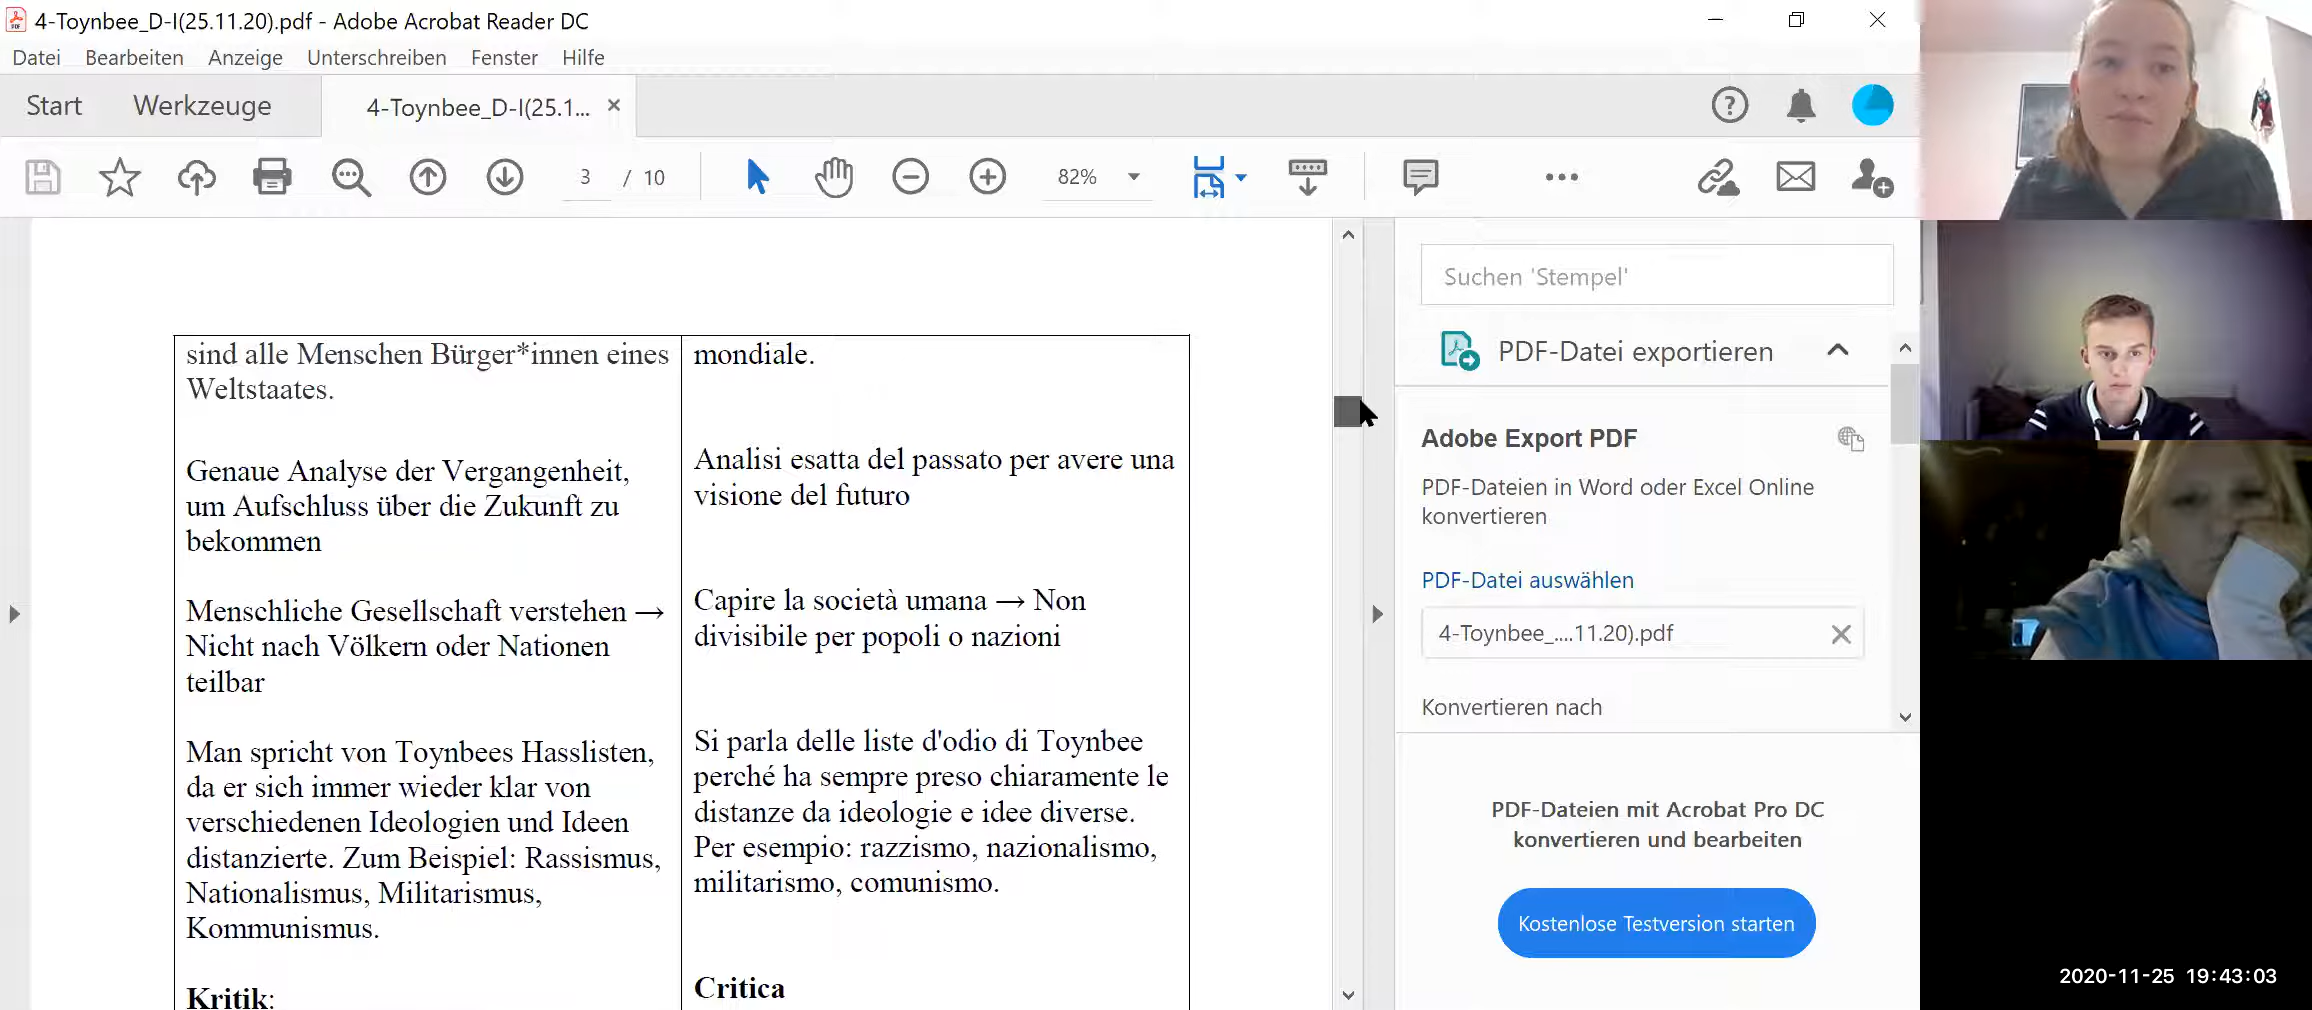 4-Toynbee_D-I(25.11.20).pdf - Adobe Acrobat Reader DC
Datei Bearbeiten Anzeige Unterschreiben Fenster Hilfe
Start Werkzeuge 4-Toynbee_D-I(25.1...
3 / 10 82%
sind alle Menschen Bürger*innen eines
Weltstaates.
Genaue Analyse der Vergangenheit,
um Aufschluss über die Zukunft zu
bekommen
Menschliche Gesellschaft verstehen →
Nicht nach Völkern oder Nationen
teilbar
Man spricht von Toynbees Hasslisten,
da er sich immer wieder klar von
verschiedenen Ideologien und Ideen
distanzierte. Zum Beispiel: Rassismus,
Nationalismus, Militarismus,
Kommunismus.
Kritik:
mondiale.
Analisi esatta del passato per avere una
visione del futuro
Capire la società umana → Non
divisibile per popoli o nazioni
Si parla delle liste d'odio di Toynbee
perché ha sempre preso chiaramente le
distanze da ideologie e idee diverse.
Per esempio: razzismo, nazionalismo,
militarismo, comunismo.
Critica
Suchen 'Stempel'
PDF-Datei exportieren
Adobe Export PDF
PDF-Dateien in Word oder Excel Online
konvertieren
PDF-Datei auswählen
4-Toynbee_....11.20).pdf
Konvertieren nach
PDF-Dateien mit Acrobat Pro DC
konvertieren und bearbeiten
Kostenlose Testversion starten
2020-11-25 19:43:03